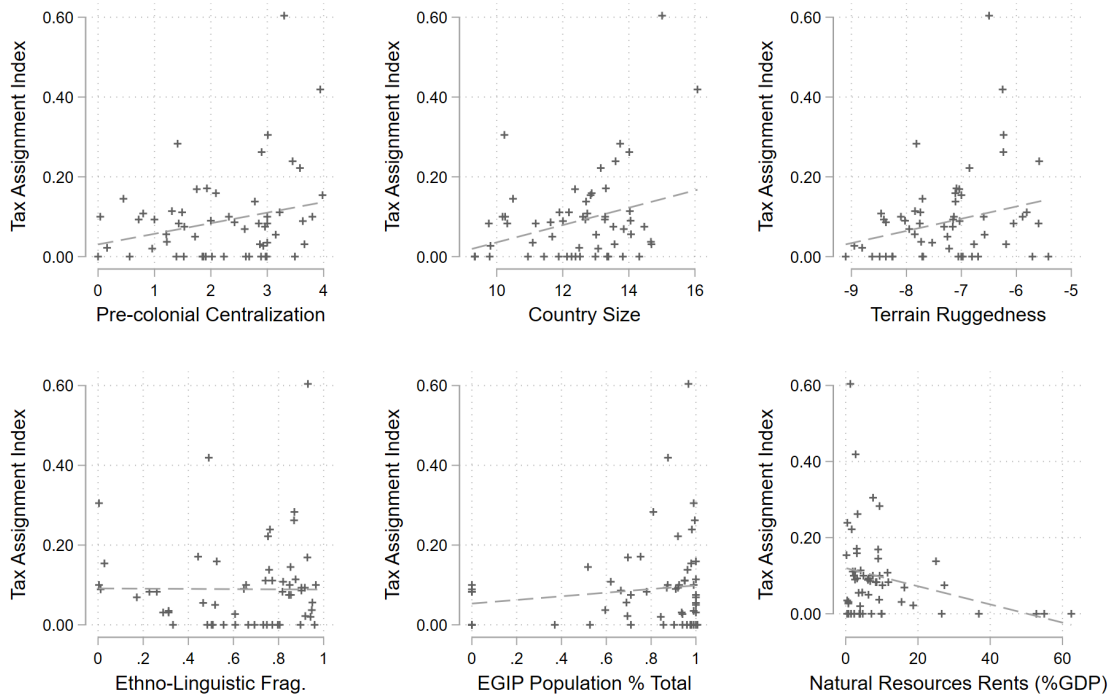 Tax Assignment Index
0.60
0.40
0.20
0.00
0 1 2 3 4
Pre-colonial Centralization
Tax Assignment Index
0.60
0.40
0.20
0.00
10 12 14 16
Country Size
Tax Assignment Index
0.60
0.40
0.20
0.00
-9 -8 -7 -6 -5
Terrain Ruggedness
Tax Assignment Index
0.60
0.40
0.20
0.00
0 .2 .4 .6 .8 1
Ethno-Linguistic Frag.
Tax Assignment Index
0.60
0.40
0.20
0.00
0 .2 .4 .6 .8 1
EGIP Population % Total
Tax Assignment Index
0.60
0.40
0.20
0.00
0 20 40 60
Natural Resources Rents (%GDP)